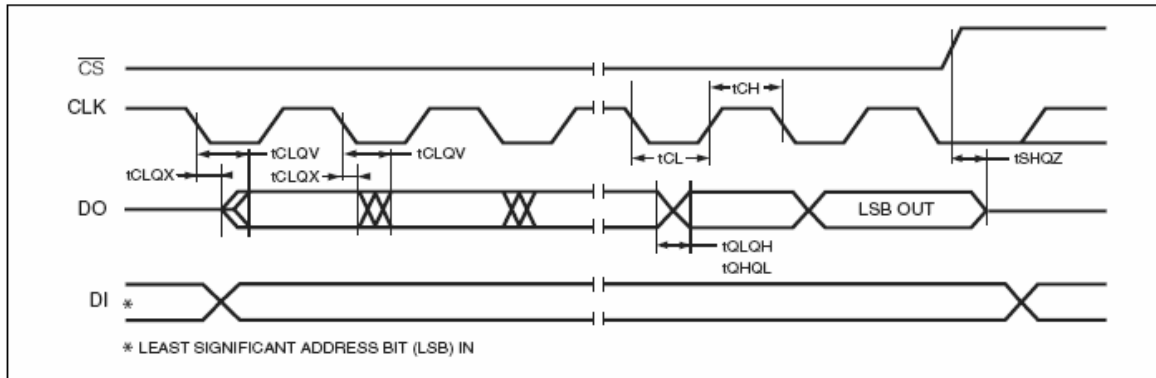 CS
CLK
tCH
tCLQV
tCLQV
tCL
tSHQZ
tCLQX
tCLQX
DO
LSB OUT
tQLQH
tQHQL
DI *
* LEAST SIGNIFICANT ADDRESS BIT (LSB) IN